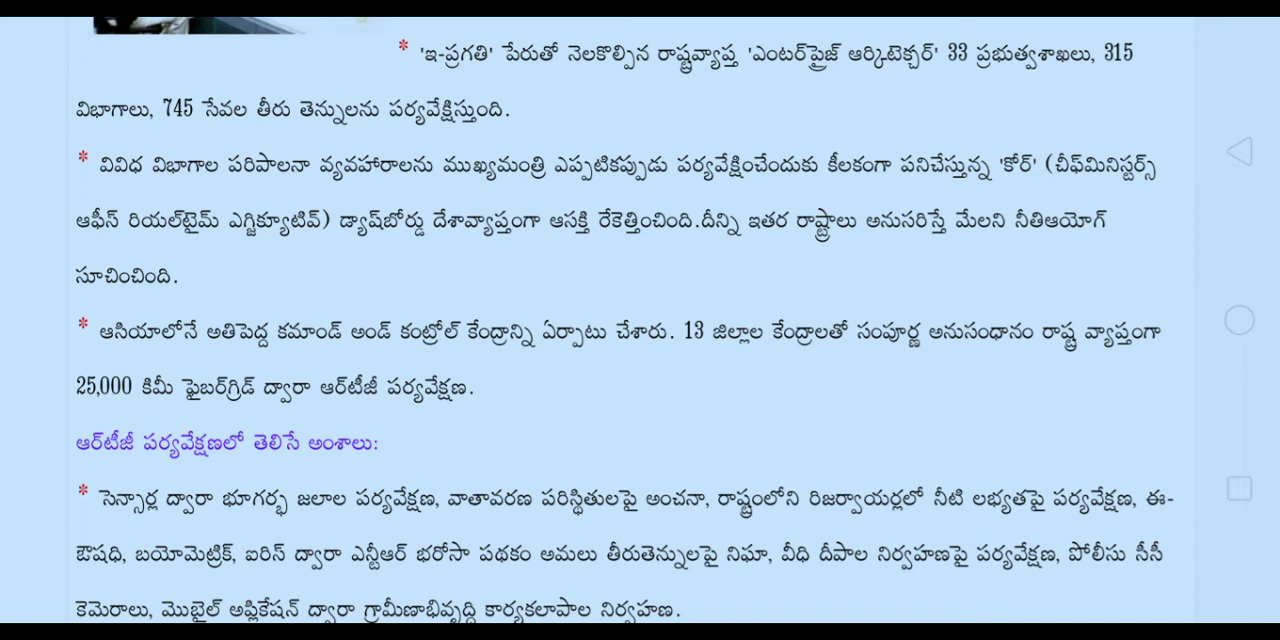 * 'ఇ-ప్రగతి' పేరుతో నెలకొల్పిన రాష్ట్రవ్యాప్త 'ఎంటర్‌ప్రైజ్ ఆర్కిటెక్చర్' 33 ప్రభుత్వశాఖలు, 315
విభాగాలు, 745 సేవల తీరు తెన్నులను పర్యవేక్షిస్తుంది.
* వివిధ విభాగాల పరిపాలనా వ్యవహారాలను ముఖ్యమంత్రి ఎప్పటికప్పుడు పర్యవేక్షించేందుకు కీలకంగా పనిచేస్తున్న 'కోర్' (చీఫ్‌మినిస్టర్స్
ఆఫీస్ రియల్‌టైమ్ ఎగ్జిక్యూటివ్) డ్యాష్‌బోర్డు దేశావ్యాప్తంగా ఆసక్తి రేకెత్తించింది.దీన్ని ఇతర రాష్ట్రాలు అనుసరిస్తే మేలని నీతిఆయోగ్
సూచించింది.
* ఆసియాలోనే అతిపెద్ద కమాండ్ అండ్ కంట్రోల్ కేంద్రాన్ని ఏర్పాటు చేశారు. 13 జిల్లాల కేంద్రాలతో సంపూర్ణ అనుసంధానం రాష్ట్ర వ్యాప్తంగా
25,000 కిమీ ఫైబర్‌గ్రిడ్ ద్వారా ఆర్‌టీజీ పర్యవేక్షణ.
ఆర్‌టీజీ పర్యవేక్షణలో తెలిసే అంశాలు:
* సెన్సార్ల ద్వారా భూగర్భ జలాల పర్యవేక్షణ, వాతావరణ పరిస్థితులపై అంచనా, రాష్ట్రంలోని రిజర్వాయర్లలో నీటి లభ్యతపై పర్యవేక్షణ, ఈ-
ఔషధి, బయోమెట్రిక్, ఐరిస్ ద్వారా ఎన్టీఆర్ భరోసా పథకం అమలు తీరుతెన్నులపై నిఘా, వీధి దీపాల నిర్వహణపై పర్యవేక్షణ, పోలీసు సీసీ
కెమెరాలు, మొబైల్ అప్లికేషన్ ద్వారా గ్రామీణాభివృద్ధి కార్యకలాపాల నిర్వహణ.